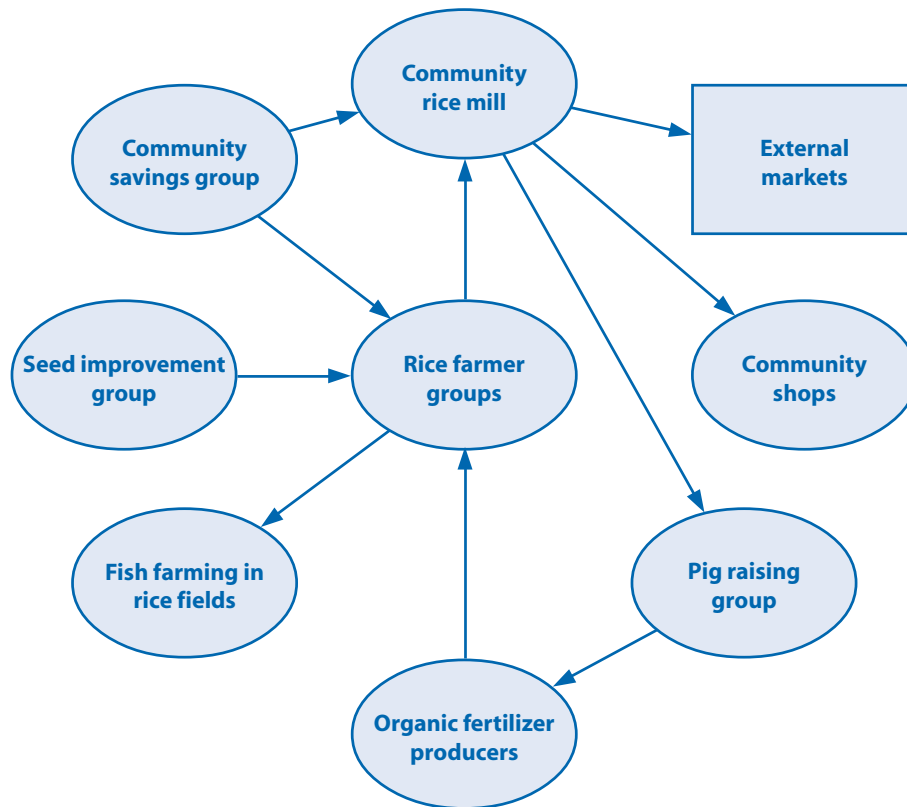 Community
rice mill
Community
savings group
External
markets
Seed improvement
group
Rice farmer
groups
Community
shops
Fish farming in
rice fields
Pig raising
group
Organic fertilizer
producers